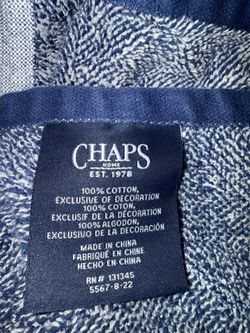 CHAPS
HOME
EST. 1978
100% COTTON,
EXCLUSIVE OF DECORATION
100% COTON,
EXCLUSIF DE LA DÉCORATION
100% ALGODON,
EXCLUSIVO DE LA DECORACIÓN
MADE IN CHINA
FABRIQUÉ EN CHINE
HECHO EN CHINA
RN# 131345
5567-8-22